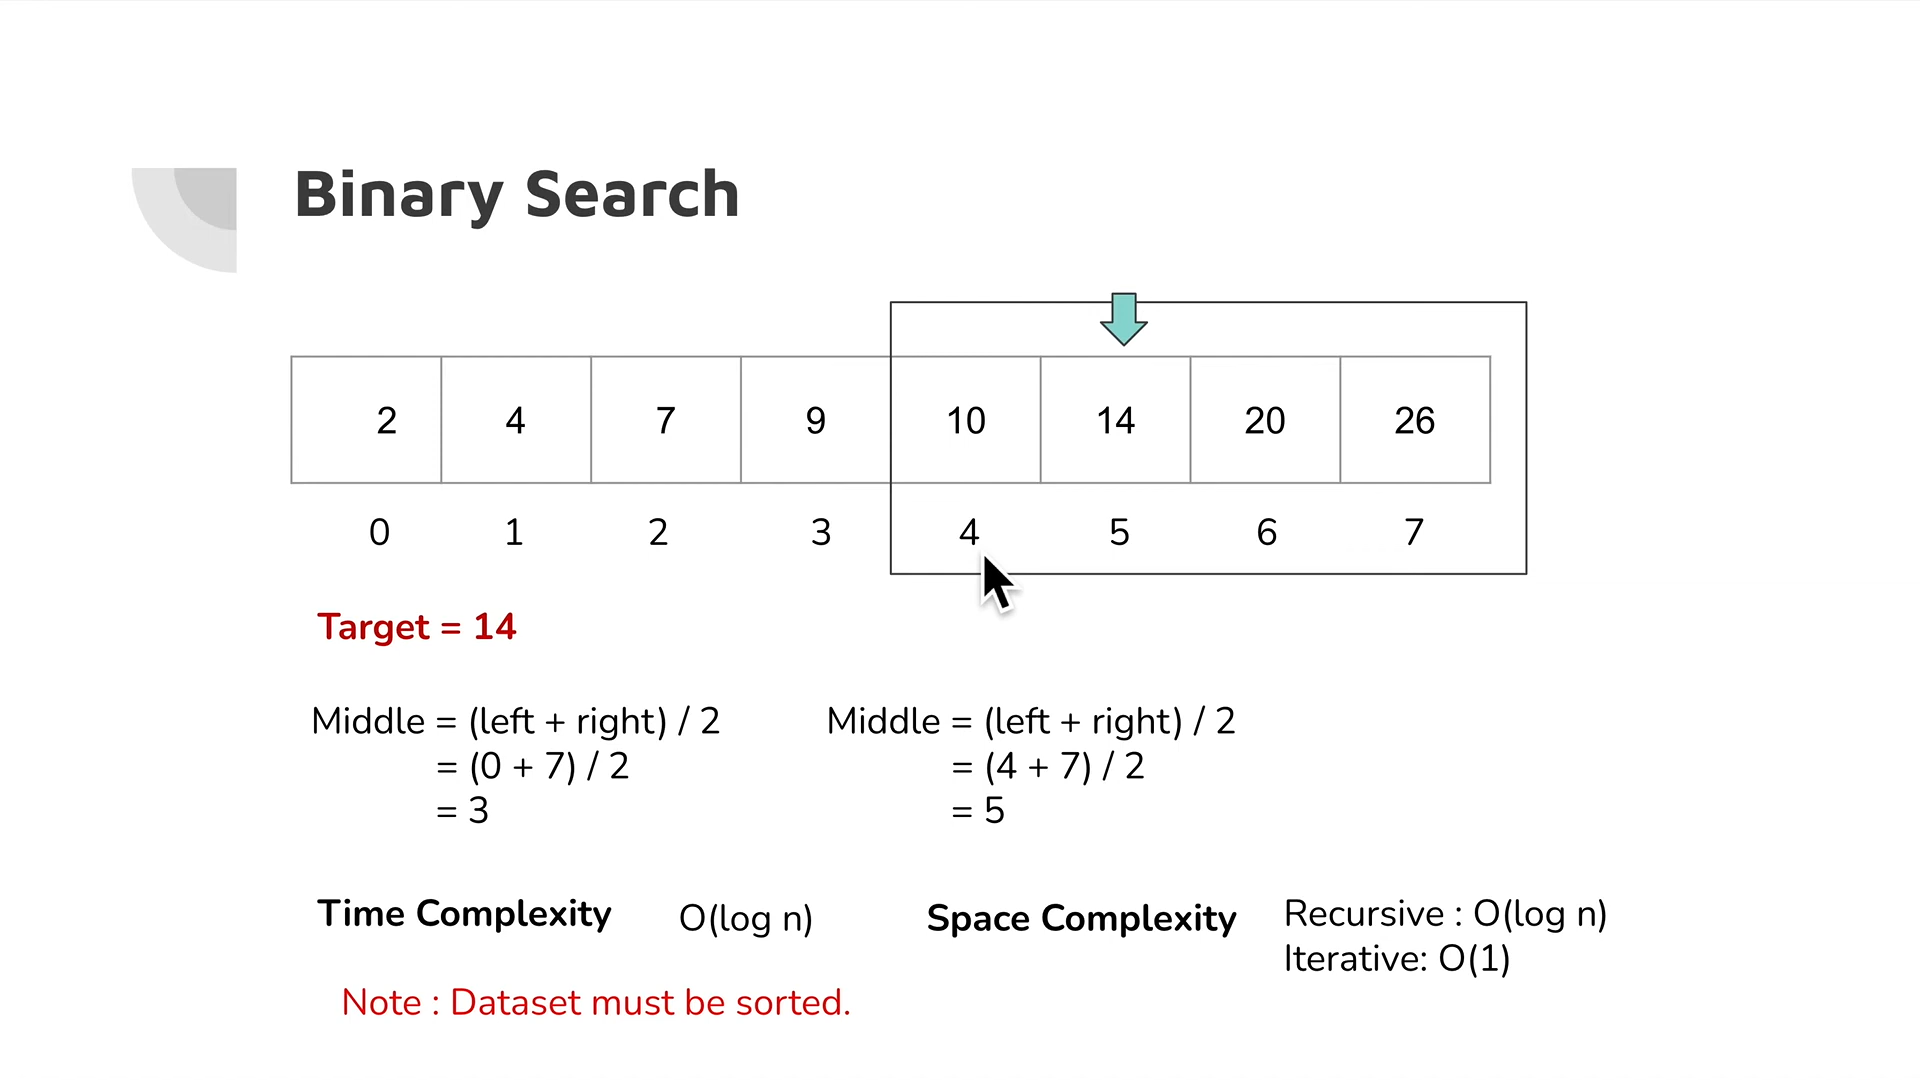 Binary Search
2 4 7 9 10 14 20 26
0 1 2 3 4 5 6 7
Target = 14
Middle = (left + right) / 2
= (0 + 7) / 2
= 3
Middle = (left + right) / 2
= (4 + 7) / 2
= 5
Time Complexity O(log n)
Space Complexity Recursive : O(log n)
Iterative: O(1)
Note : Dataset must be sorted.